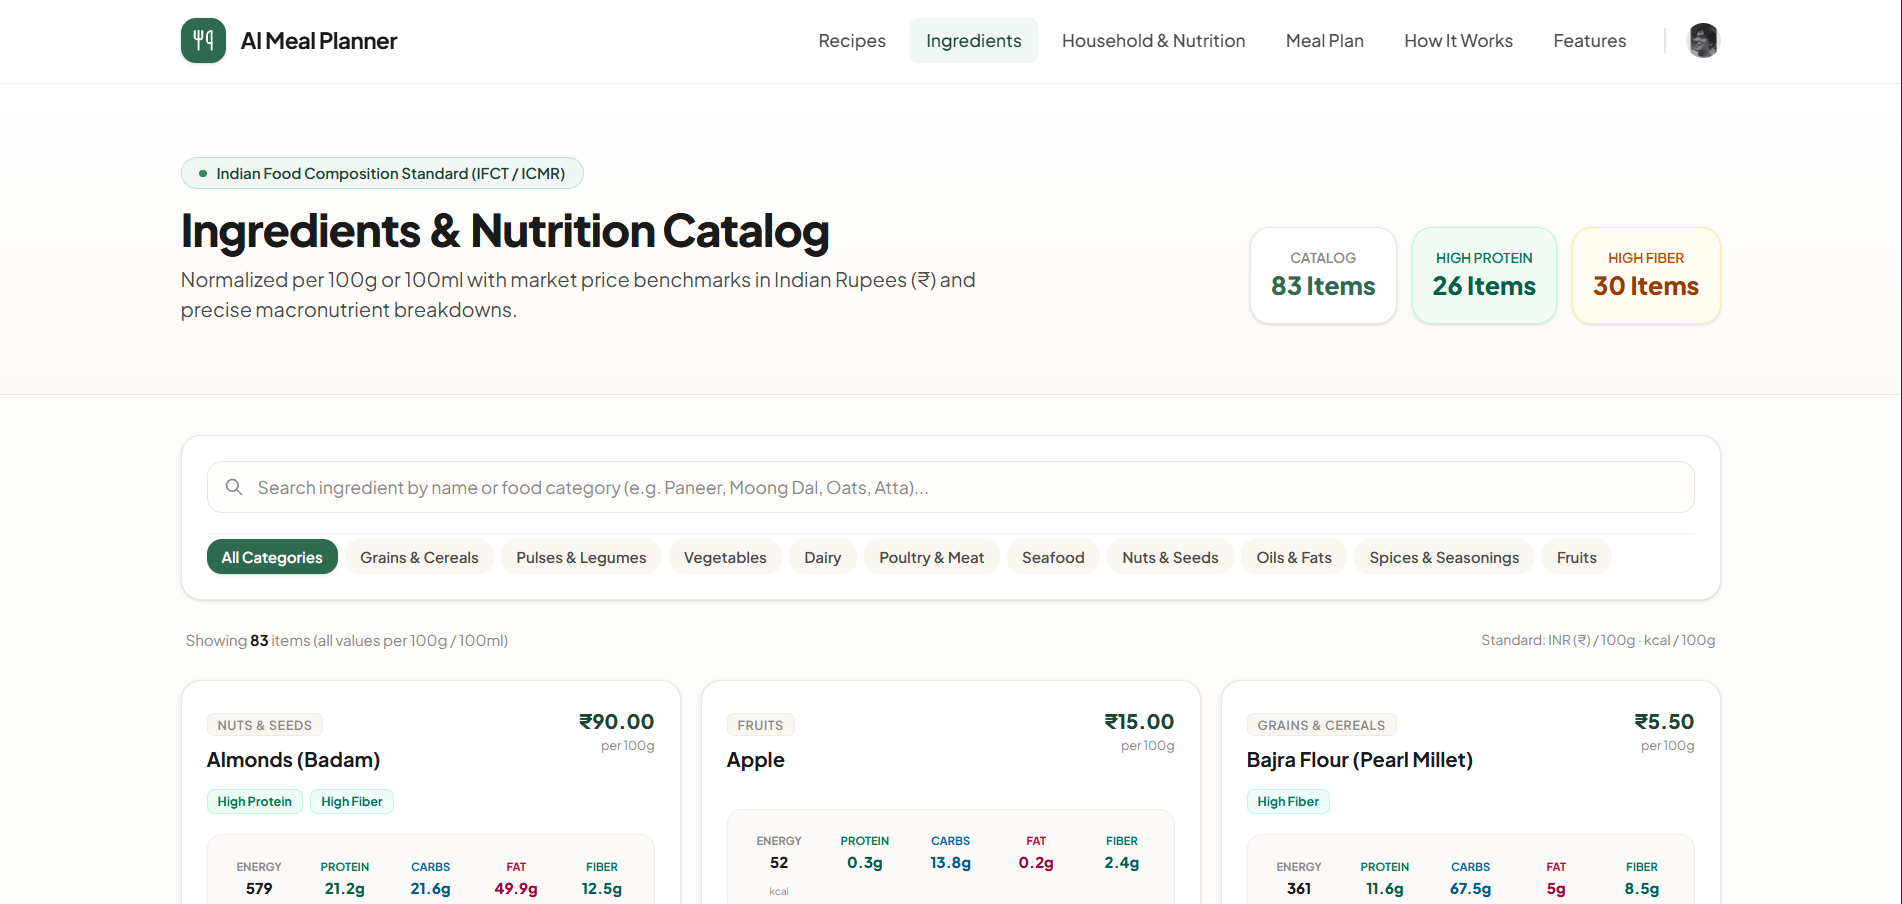 AI Meal Planner
Recipes
Ingredients
Household & Nutrition
Meal Plan
How It Works
Features
Indian Food Composition Standard (IFCT / ICMR)
Ingredients & Nutrition Catalog
Normalized per 100g or 100ml with market price benchmarks in Indian Rupees (₹) and
precise macronutrient breakdowns.
CATALOG
83 Items
HIGH PROTEIN
26 Items
HIGH FIBER
30 Items
Search ingredient by name or food category (e.g. Paneer, Moong Dal, Oats, Atta)...
All Categories
Grains & Cereals
Pulses & Legumes
Vegetables
Dairy
Poultry & Meat
Seafood
Nuts & Seeds
Oils & Fats
Spices & Seasonings
Fruits
Showing 83 items (all values per 100g / 100ml)
Standard: INR (₹) / 100g · kcal / 100g
NUTS & SEEDS
₹90.00
per 100g
Almonds (Badam)
High Protein
High Fiber
ENERGY PROTEIN CARBS FAT FIBER
579 21.2g 21.6g 49.9g 12.5g
FRUITS
₹15.00
per 100g
Apple
ENERGY PROTEIN CARBS FAT FIBER
52 0.3g 13.8g 0.2g 2.4g
kcal
GRAINS & CEREALS
₹5.50
per 100g
Bajra Flour (Pearl Millet)
High Fiber
ENERGY PROTEIN CARBS FAT FIBER
361 11.6g 67.5g 5g 8.5g